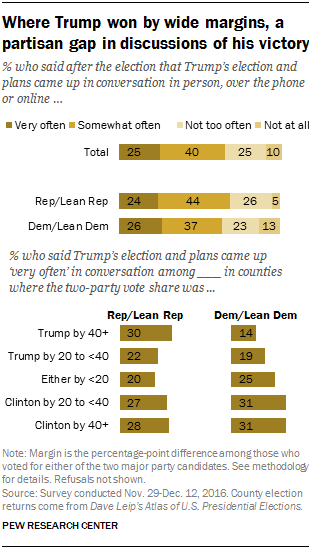 Where Trump won by wide margins, a
partisan gap in discussions of his victory
% who said after the election that Trump's election and
plans came up in conversation in person, over the phone
or online ...
Very often Somewhat often Not too often Not at all
Total 25 40 25 10
Rep/Lean Rep 24 44 26 5
Dem/Lean Dem 26 37 23 13
% who said Trump's election and plans came up
'very often' in conversation among ____ in counties
where the two-party vote share was ...
Rep/Lean Rep Dem/Lean Dem
Trump by 40+ 30 14
Trump by 20 to <40 22 19
Either by <20 20 25
Clinton by 20 to <40 27 31
Clinton by 40+ 28 31
Note: Margin is the percentage-point difference among those who
voted for either of the two major party candidates. See methodology
for details. Refusals not shown.
Source: Survey conducted Nov. 29-Dec. 12, 2016. County election
returns come from Dave Leip's Atlas of U.S. Presidential Elections.
PEW RESEARCH CENTER